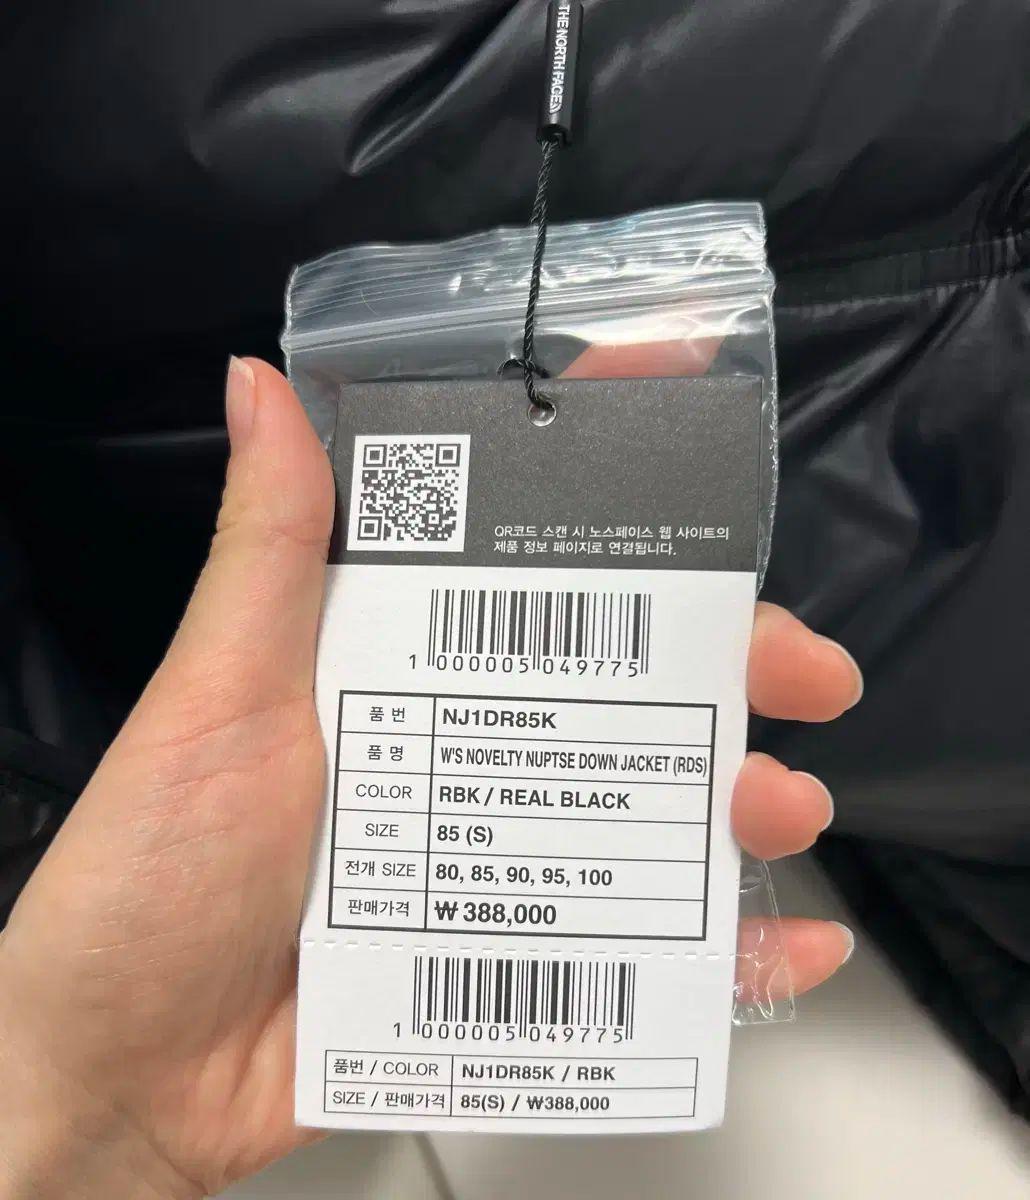 THE NORTH FACE
QR코드 스캔 시 노스페이스 웹 사이트의
제품 정보 페이지로 연결됩니다.
1 000005 049775
품 번 NJ1DR85K
품 명 W'S NOVELTY NUPTSE DOWN JACKET (RDS)
COLOR RBK / REAL BLACK
SIZE 85 (S)
전개 SIZE 80, 85, 90, 95, 100
판매가격 ₩ 388,000
1 000005 049775
품번 / COLOR NJ1DR85K / RBK
SIZE / 판매가격 85(S) / ₩388,000